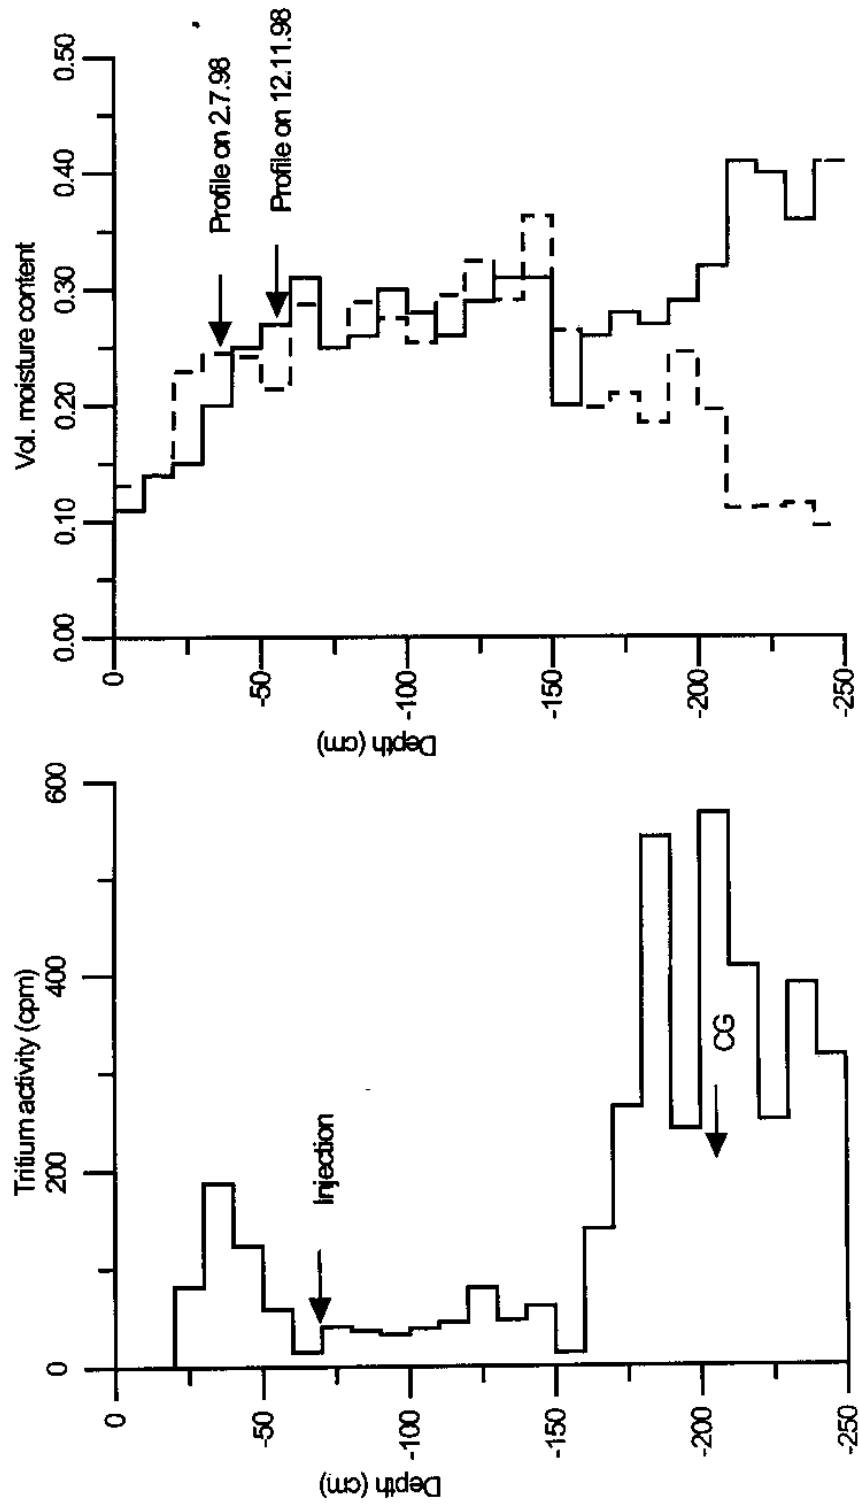 Tritium activity (cpm)
0
200
400
600
0
-50
-100
-150
-200
-250
Depth (cm)
Injection
CG
Vol. moisture content
0.00
0.10
0.20
0.30
0.40
0.50
0
-50
-100
-150
-200
-250
Depth (cm)
Profile on 2.7.98
Profile on 12.11.98